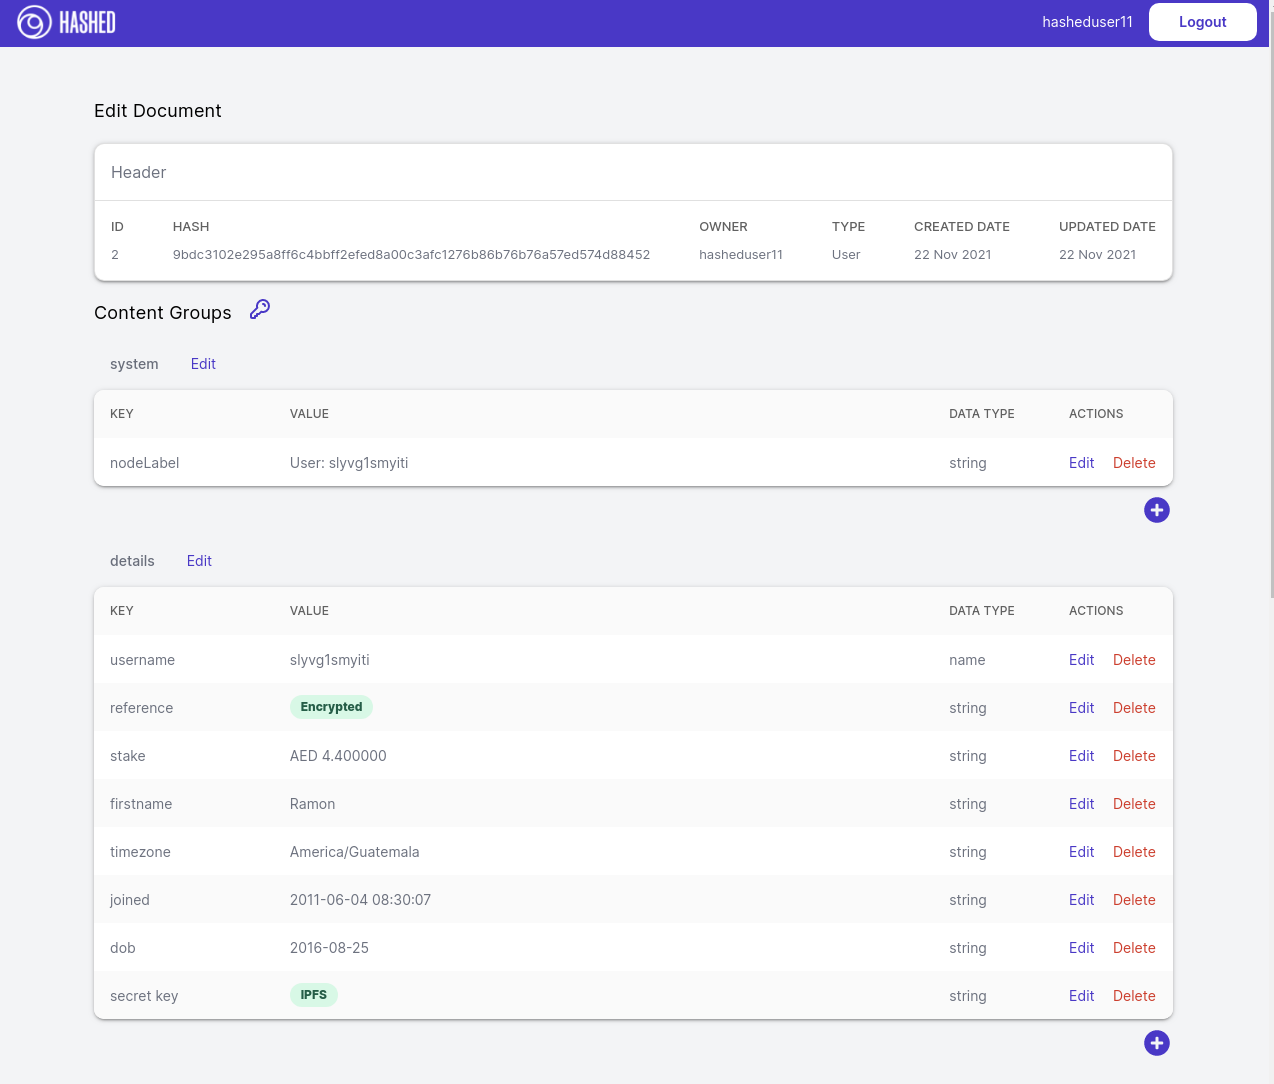 HASHED hasheduser11 Logout
Edit Document
Header
ID HASH OWNER TYPE CREATED DATE UPDATED DATE
2 9bdc3102e295a8ff6c4bbff2efed8a00c3afc1276b86b76b76a57ed574d88452 hasheduser11 User 22 Nov 2021 22 Nov 2021
Content Groups
system Edit
KEY VALUE DATA TYPE ACTIONS
nodeLabel User: slyvg1smyiti string Edit Delete
details Edit
KEY VALUE DATA TYPE ACTIONS
username slyvg1smyiti name Edit Delete
reference Encrypted string Edit Delete
stake AED 4.400000 string Edit Delete
firstname Ramon string Edit Delete
timezone America/Guatemala string Edit Delete
joined 2011-06-04 08:30:07 string Edit Delete
dob 2016-08-25 string Edit Delete
secret key IPFS string Edit Delete